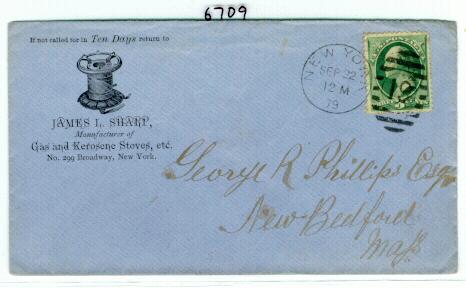 6709
If not called for in Ten Days return to
JAMES L. SHARP,
Manufacturer of
Gas and Kerosene Stoves, etc.
No. 299 Broadway, New York.
NEW YORK
SEP 22
12 M
79
George R Phillips Esq
New-Bedford
Mass